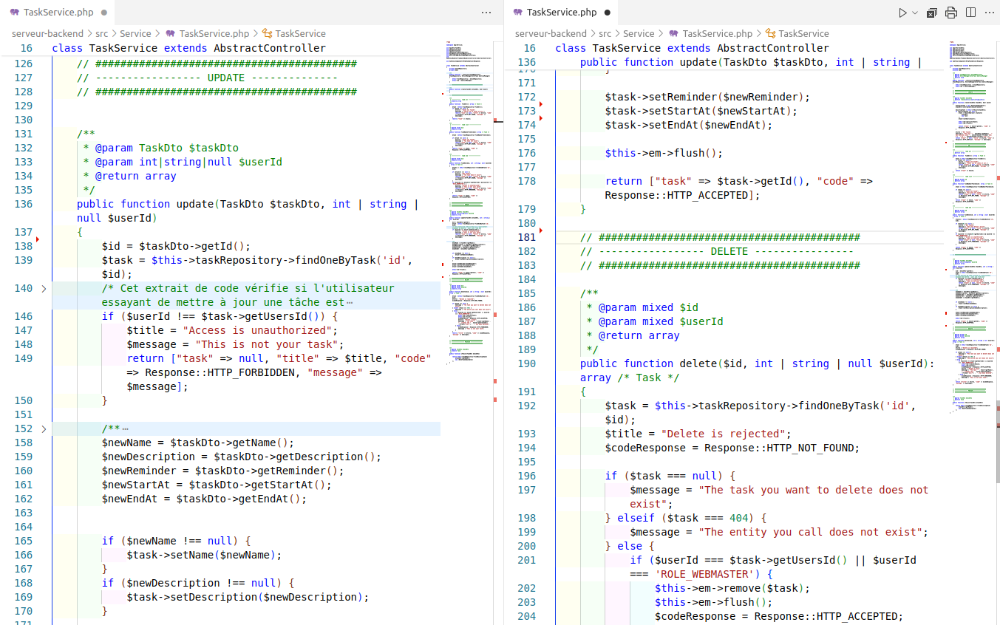 TaskService.php
serveur-backend > src > Service > TaskService.php > TaskService
16 class TaskService extends AbstractController
126 // ##########################################
127 // ----------------- UPDATE ---------------
128 // ##########################################
129
130
131 /**
132 * @param TaskDto $taskDto
133 * @param int|string|null $userId
134 * @return array
135 */
136 public function update(TaskDto $taskDto, int | string |
null $userId)
137 {
138 $id = $taskDto->getId();
139 $task = $this->taskRepository->findOneByTask('id',
$id);
140 /* Cet extrait de code vérifie si l'utilisateur
essayant de mettre à jour une tâche est…
146 if ($userId !== $task->getUsersId()) {
147 $title = "Access is unauthorized";
148 $message = "This is not your task";
149 return ["task" => null, "title" => $title, "code"
=> Response::HTTP_FORBIDDEN, "message" =>
$message];
150 }
151
152 /**…
158 $newName = $taskDto->getName();
159 $newDescription = $taskDto->getDescription();
160 $newReminder = $taskDto->getReminder();
161 $newStartAt = $taskDto->getStartAt();
162 $newEndAt = $taskDto->getEndAt();
163
164
165 if ($newName !== null) {
166 $task->setName($newName);
167 }
168 if ($newDescription !== null) {
169 $task->setDescription($newDescription);
170 }
171
TaskService.php
serveur-backend > src > Service > TaskService.php > TaskService
16 class TaskService extends AbstractController
136 public function update(TaskDto $taskDto, int | string |
171
172 $task->setReminder($newReminder);
173 $task->setStartAt($newStartAt);
174 $task->setEndAt($newEndAt);
175
176 $this->em->flush();
177
178 return ["task" => $task->getId(), "code" =>
Response::HTTP_ACCEPTED];
179 }
180
181 // ##########################################
182 // ----------------- DELETE ----------------
183 // ##########################################
184
185 /**
186 * @param mixed $id
187 * @param mixed $userId
188 * @return array
189 */
190 public function delete($id, int | string | null $userId):
array /* Task */
191 {
192 $task = $this->taskRepository->findOneByTask('id',
$id);
193 $title = "Delete is rejected";
194 $codeResponse = Response::HTTP_NOT_FOUND;
195
196 if ($task === null) {
197 $message = "The task you want to delete does not
exist";
198 } elseif ($task === 404) {
199 $message = "The entity you call does not exist";
200 } else {
201 if ($userId === $task->getUsersId() || $userId
=== 'ROLE_WEBMASTER') {
202 $this->em->remove($task);
203 $this->em->flush();
204 $codeResponse = Response::HTTP_ACCEPTED;